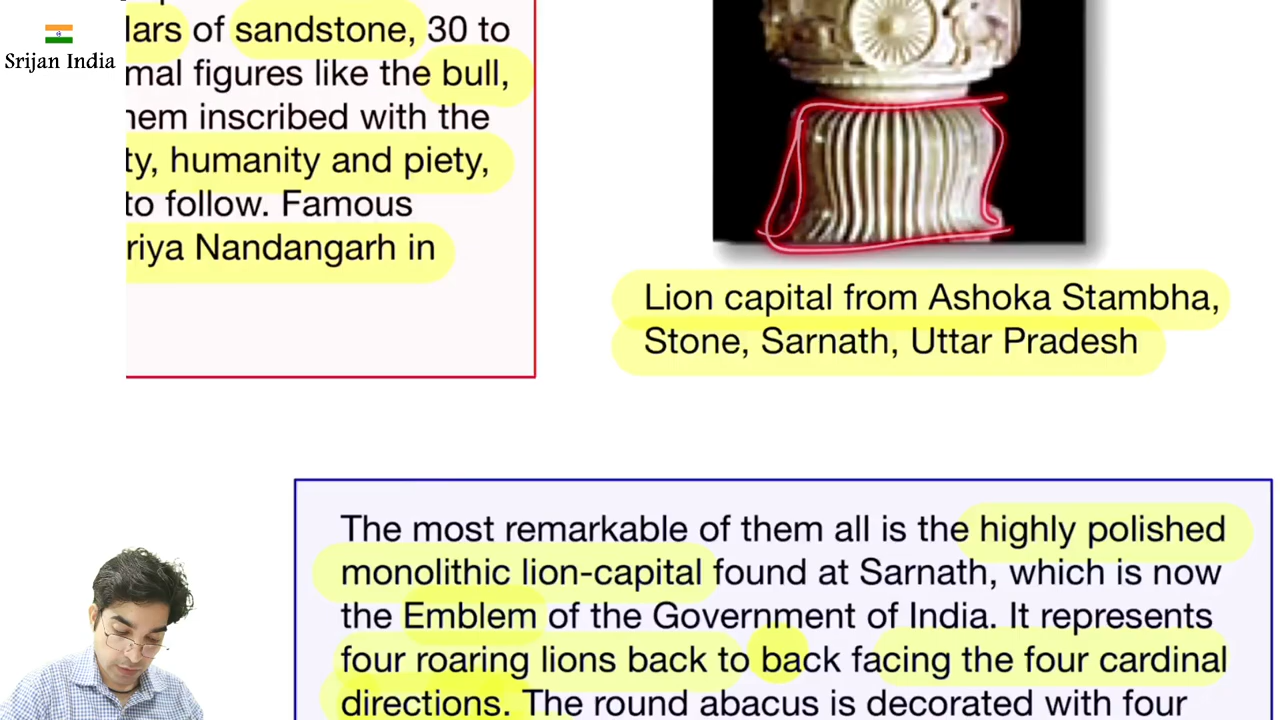 Srijan India
lars of sandstone, 30 to
mal figures like the bull,
hem inscribed with the
ty, humanity and piety,
to follow. Famous
riya Nandangarh in
Lion capital from Ashoka Stambha,
Stone, Sarnath, Uttar Pradesh
The most remarkable of them all is the highly polished
monolithic lion-capital found at Sarnath, which is now
the Emblem of the Government of India. It represents
four roaring lions back to back facing the four cardinal
directions. The round abacus is decorated with four